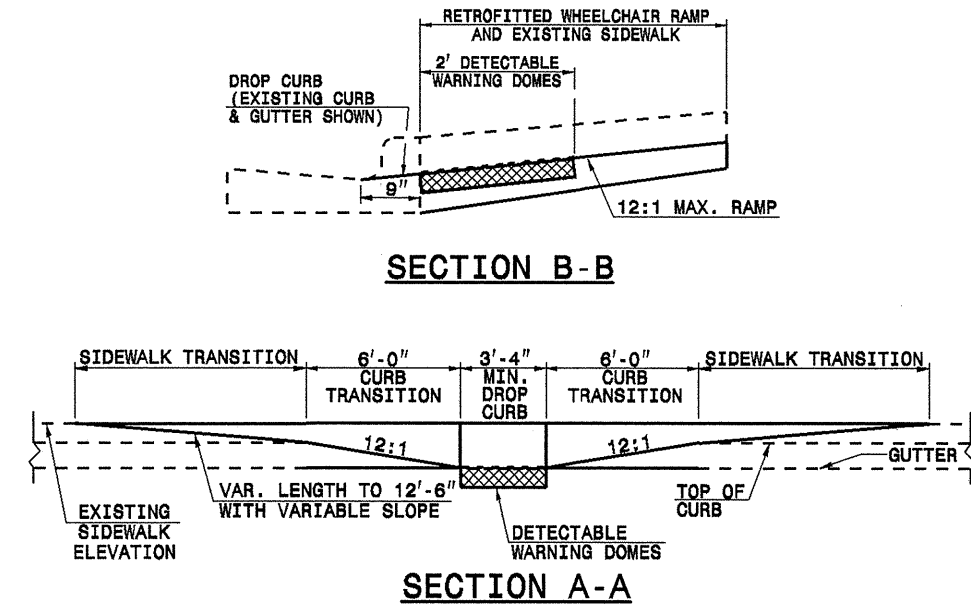 RETROFITTED WHEELCHAIR RAMP
AND EXISTING SIDEWALK
2' DETECTABLE
WARNING DOMES
DROP CURB
(EXISTING CURB
& GUTTER SHOWN)
9"
12:1 MAX. RAMP
SECTION B-B
SIDEWALK TRANSITION
6'-0"
CURB
TRANSITION
3'-4"
MIN.
DROP
CURB
6'-0"
CURB
TRANSITION
SIDEWALK TRANSITION
12:1
12:1
GUTTER
VAR. LENGTH TO 12'-6"
WITH VARIABLE SLOPE
TOP OF
CURB
EXISTING
SIDEWALK
ELEVATION
DETECTABLE
WARNING DOMES
SECTION A-A